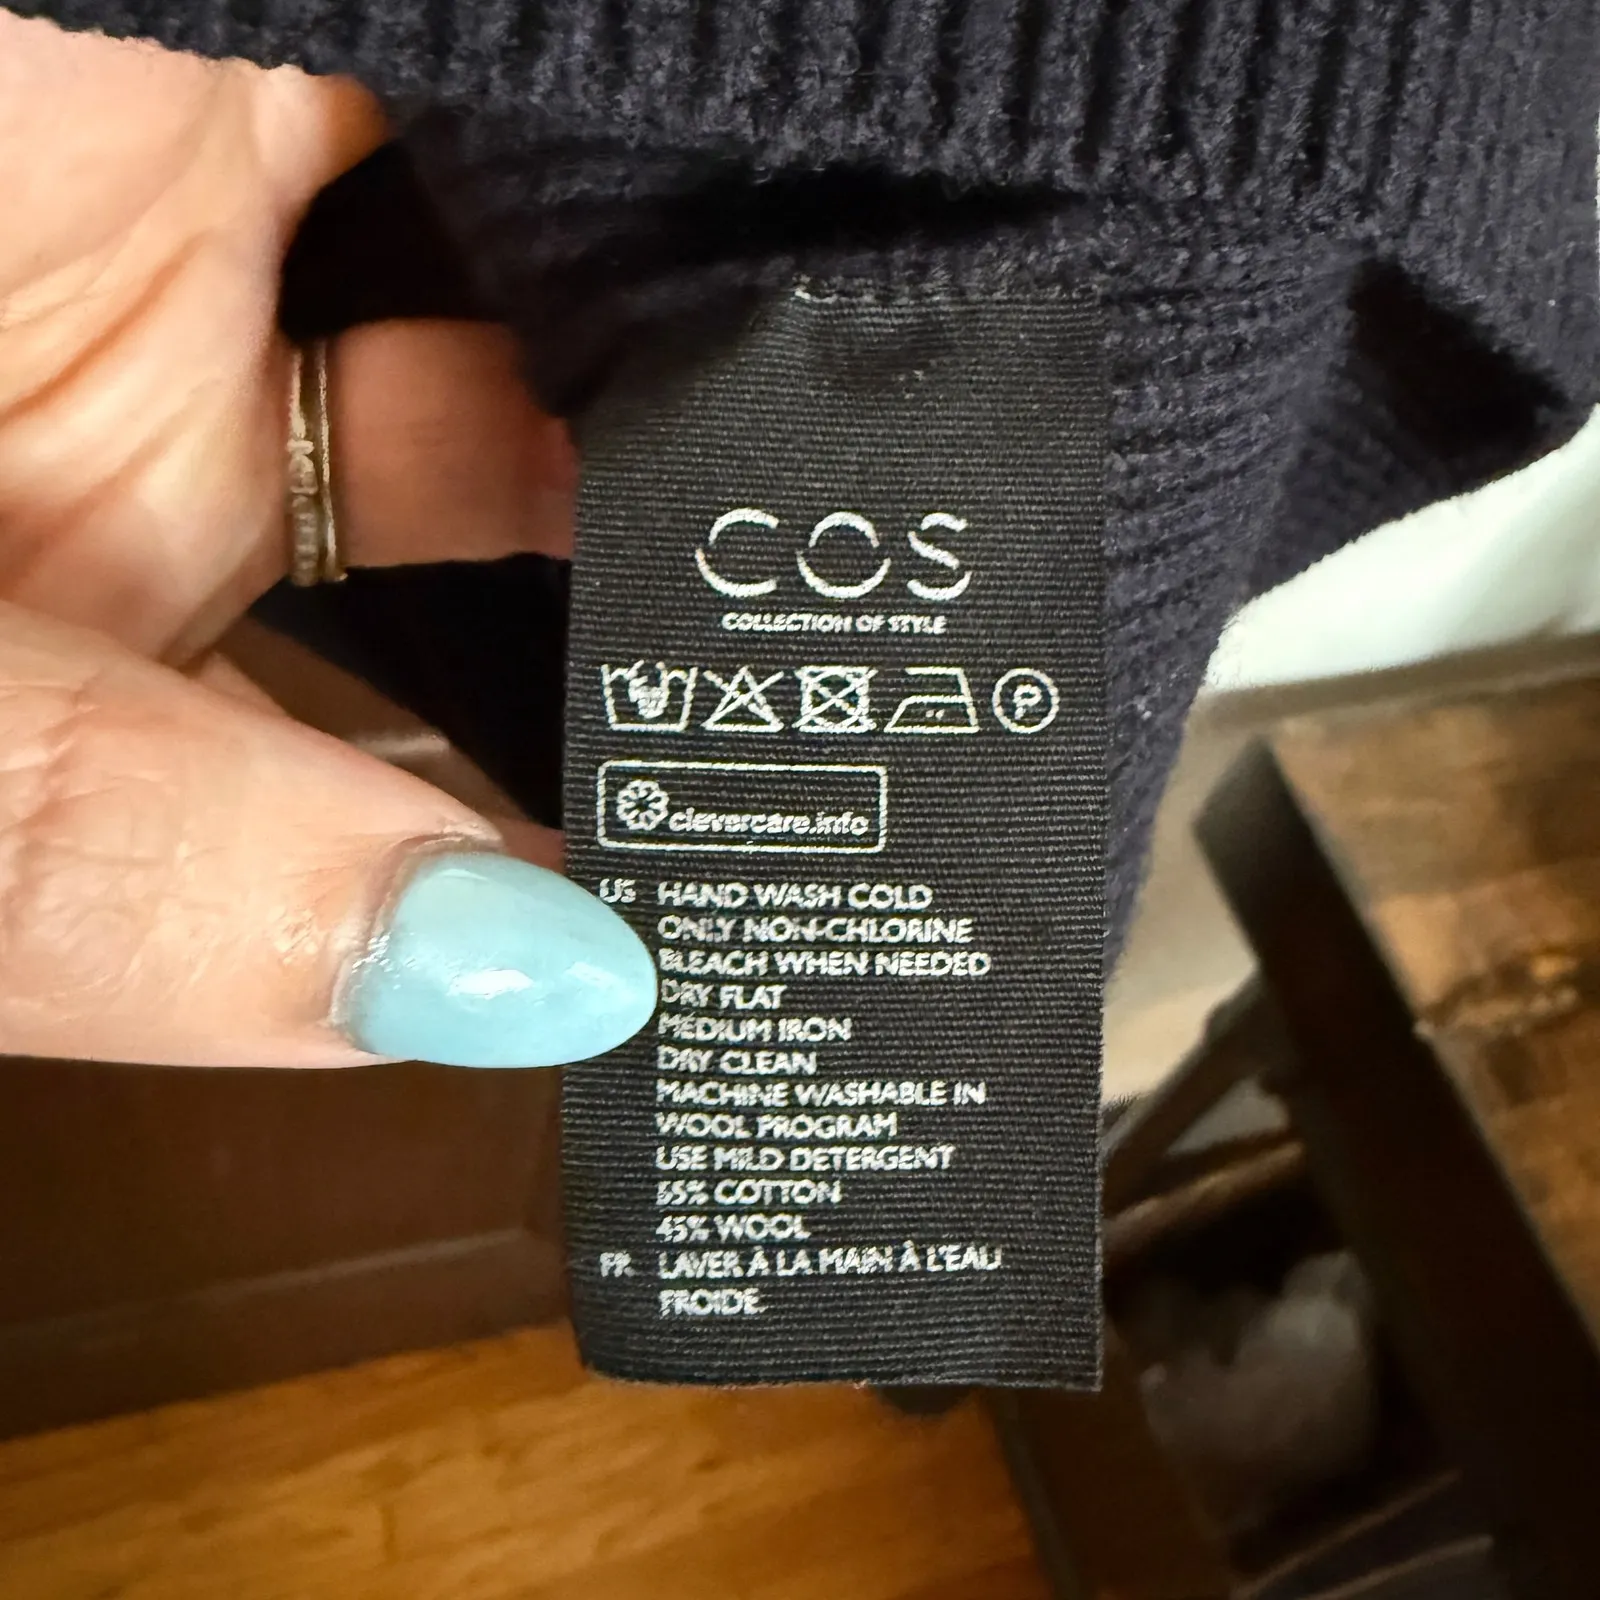 COS
COLLECTION OF STYLE
P
clevercare.info
US HAND WASH COLD
ONLY NON-CHLORINE
BLEACH WHEN NEEDED
DRY FLAT
MEDIUM IRON
DRY CLEAN
MACHINE WASHABLE IN
WOOL PROGRAM
USE MILD DETERGENT
55% COTTON
45% WOOL
FR LAVER À LA MAIN À L'EAU
FROIDE.